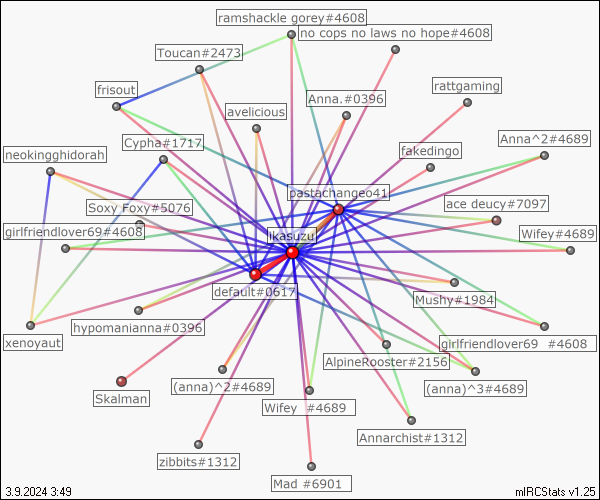 ramshackle gorey#4608
no cops no laws no hope#4608
Toucan#2473
frisout
rattgaming
Anna.#0396
avelicious
Cypha#1717
Anna^2#4689
fakedingo
neokingghidorah
pastachangeo41
ace deucy#7097
Soxy Foxy#5076
girlfriendlover69#4608
likasuzu
Wifey#4689
default#0617
Mushy#1984
hypomanianna#0396
xenoyaut
girlfriendlover69 #4608
AlpineRooster#2156
(anna)^2#4689
(anna)^3#4689
Skalman
Wifey #4689
Annarchist#1312
zibbits#1312
Mad #6901
3.9.2024 3:49
mIRCStats v1.25